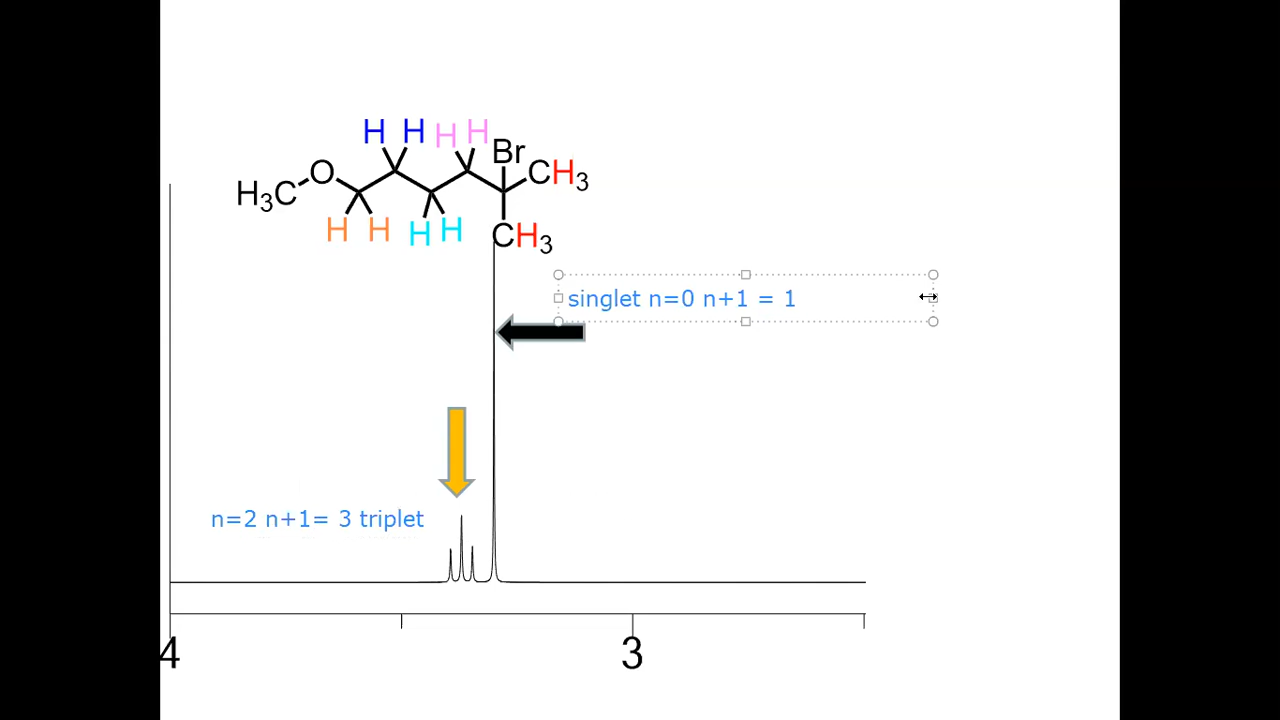 H H H H Br
H₃C O CH₃
H H H H CH₃
singlet n=0 n+1 = 1
n=2 n+1= 3 triplet
4 3